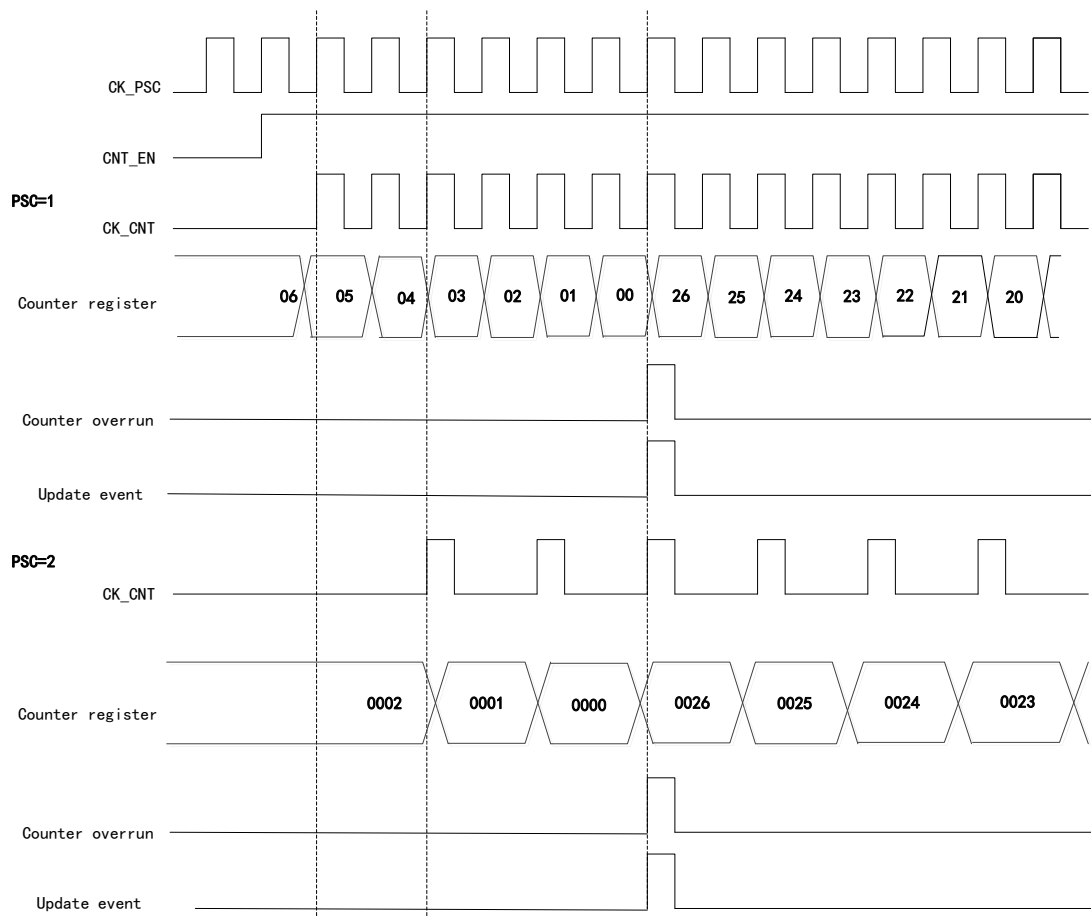 CK_PSC
CNT_EN
PSC=1
CK_CNT
Counter register 06 05 04 03 02 01 00 26 25 24 23 22 21 20
Counter overrun
Update event
PSC=2
CK_CNT
Counter register 0002 0001 0000 0026 0025 0024 0023
Counter overrun
Update event